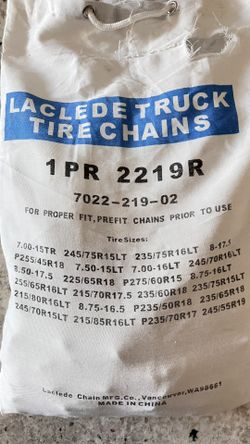 LACLEDE TRUCK
TIRE CHAINS
1PR 2219R
7022-219-02
FOR PROPER FIT, PREFIT CHAINS PRIOR TO USE
Tire Sizes:
7.00-15TR 245/75R15LT 235/75R16LT 8-17.5
P255/45R18 7.50-15LT 7.00-16LT 245/70R16LT
8.50-17.5 225/65R18 P275/60R15 8.75-16LT
255/65R16LT 215/70R17.5 235/60R18 235/75R15LT
215/80R16LT 8.75-16.5 P235/50R18 235/65R18
245/70R15LT 215/85R16LT P235/70R17 245/55R19
Laclede Chain MFG.Co., Vancouver, WA98661
MADE IN CHINA